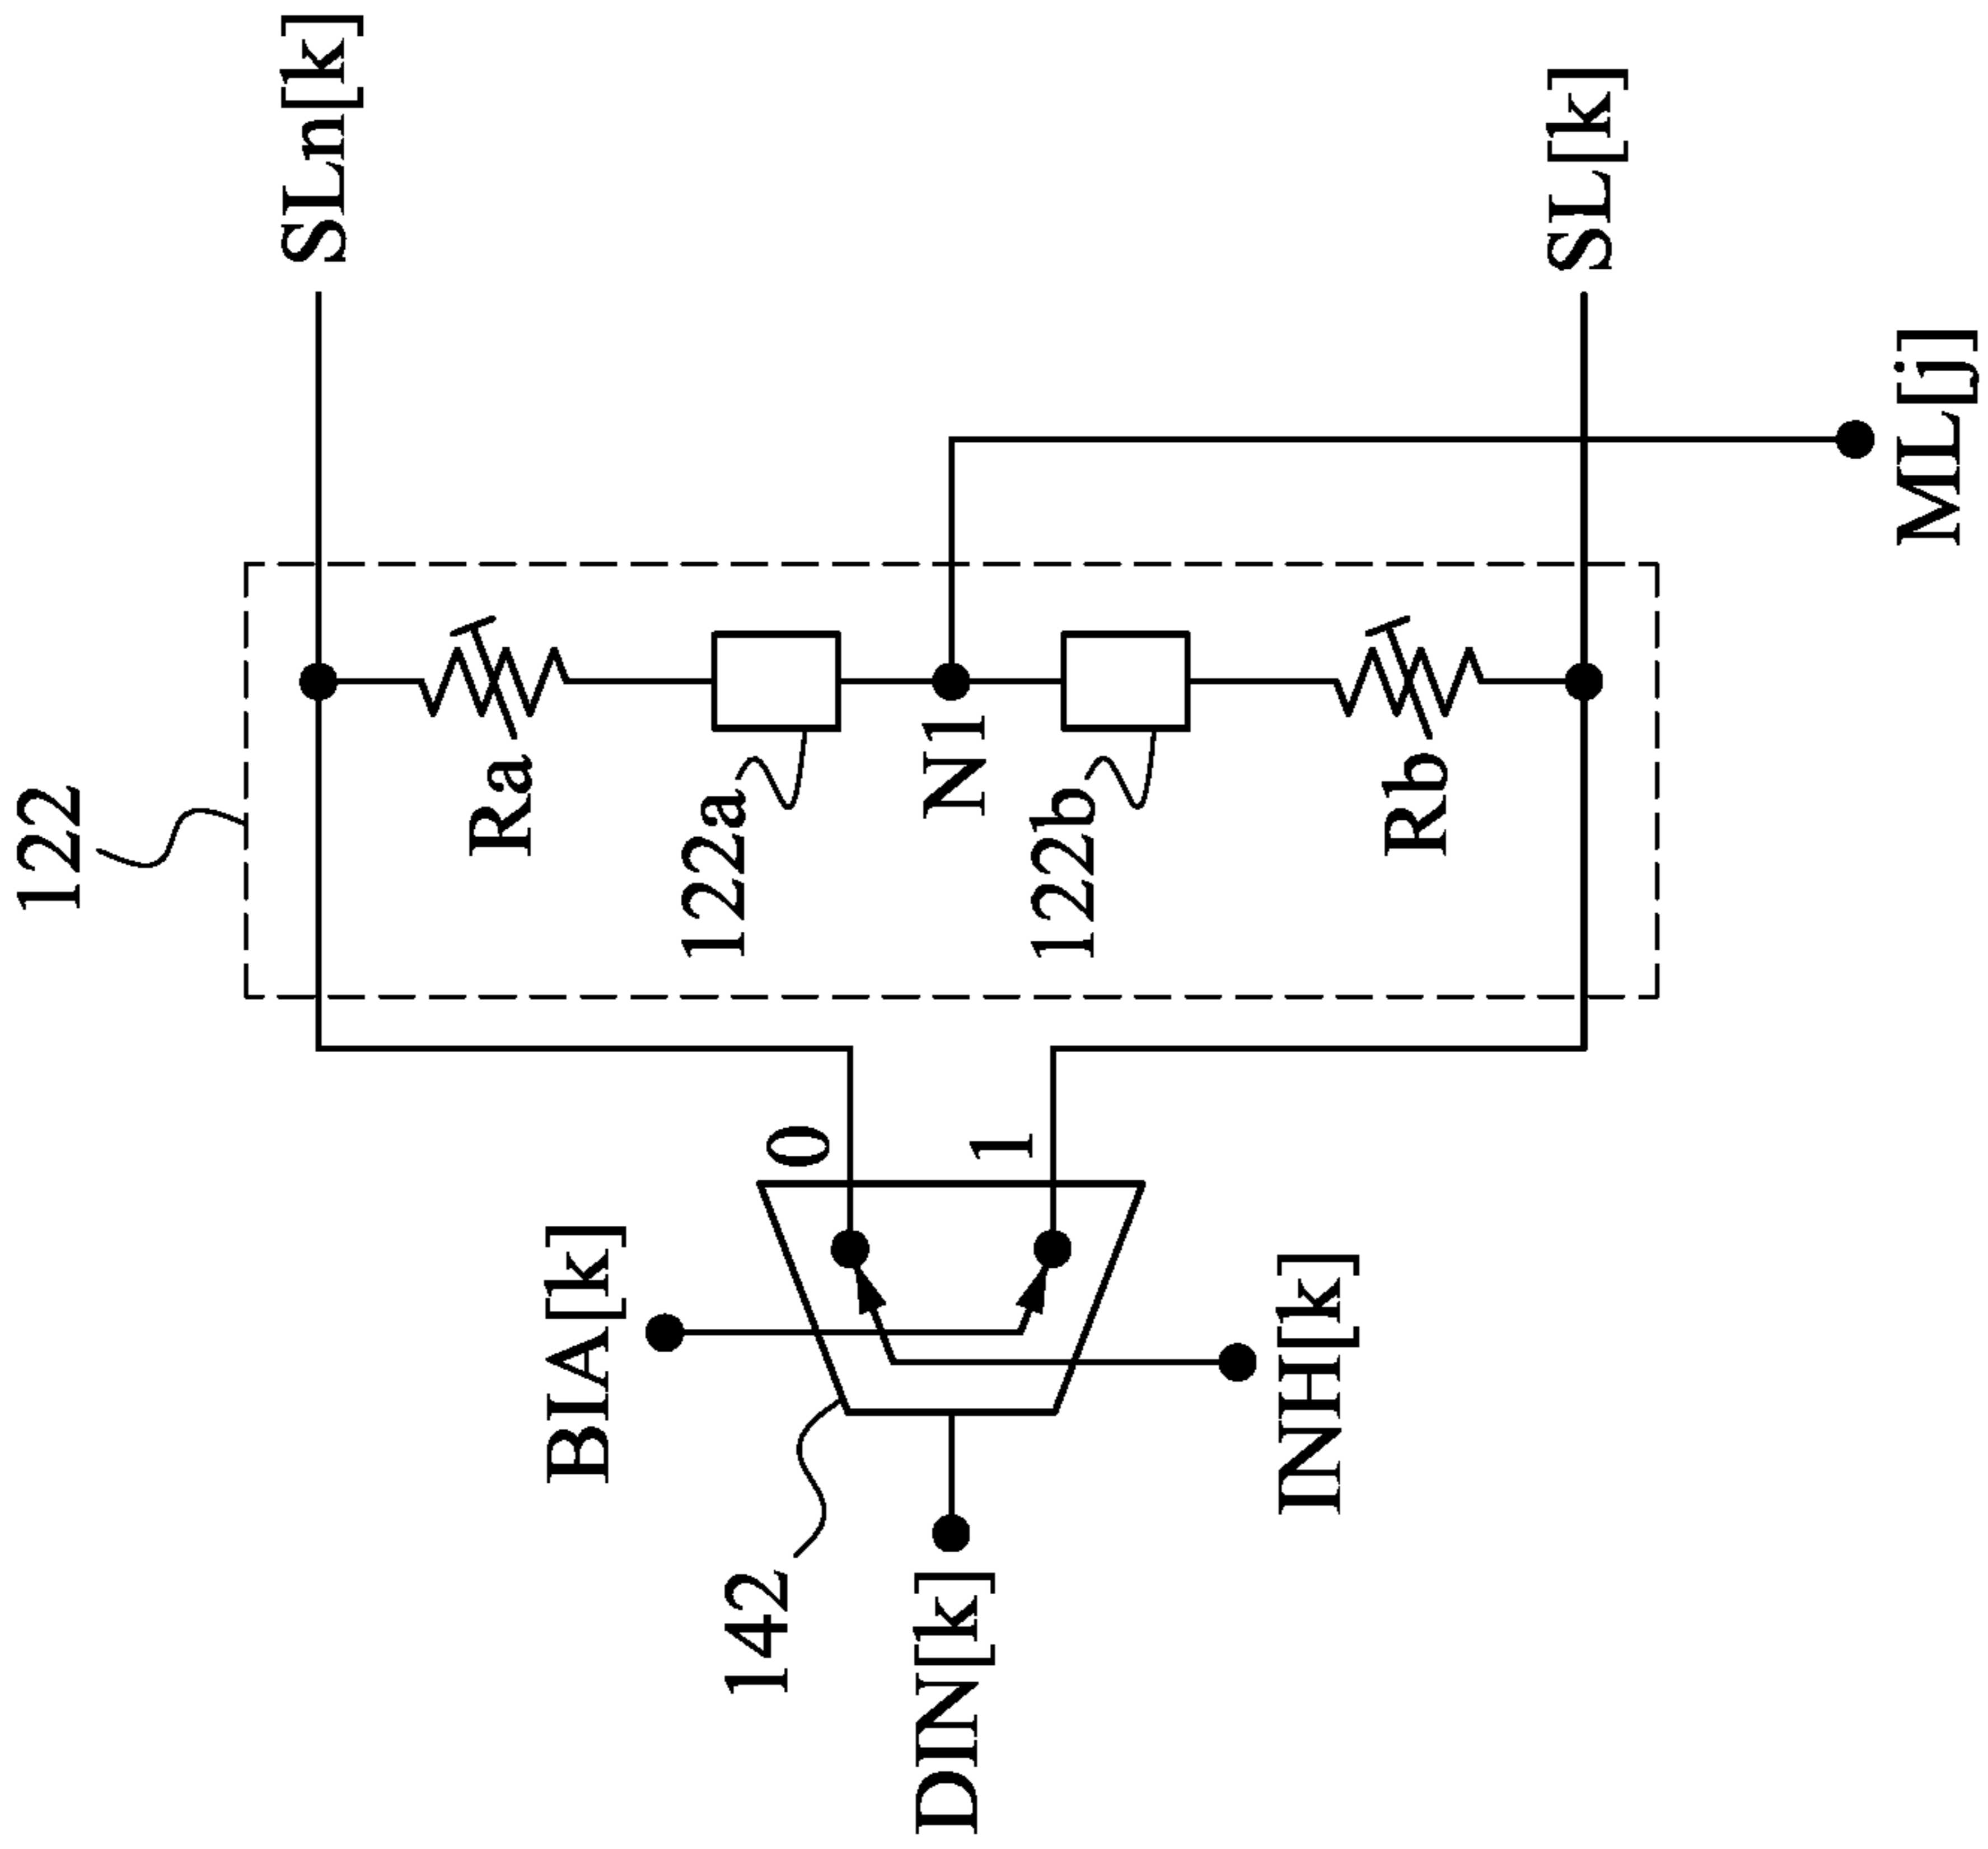 122
SLn[k]
Ra
122a
N1
122b
Rb
SL[k]
ML[j]
0
1
BIA[k]
INH[k]
142
DIN[k]